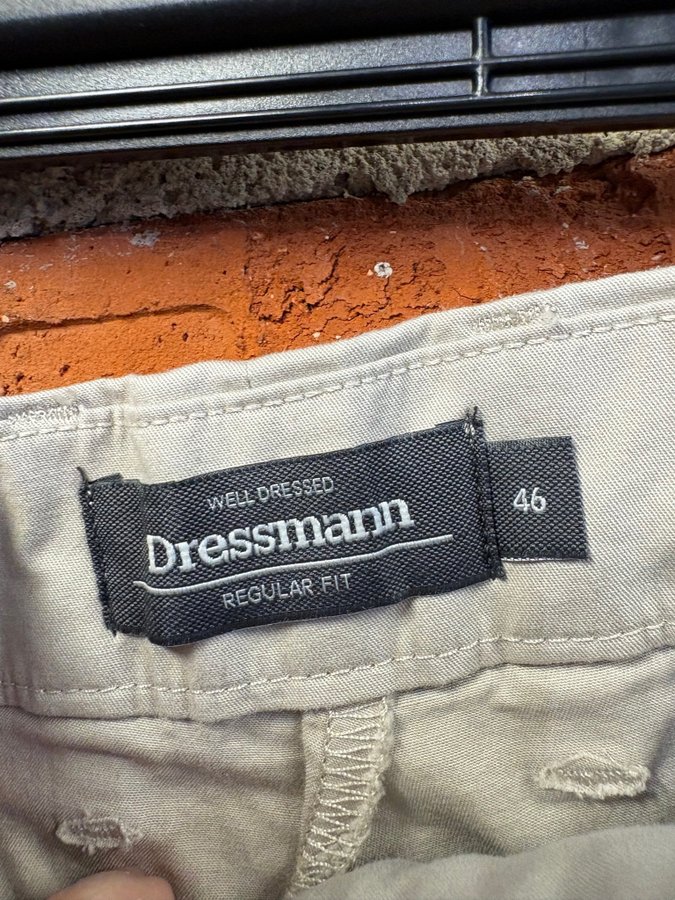 WELL DRESSED
Dressmann
REGULAR FIT
46